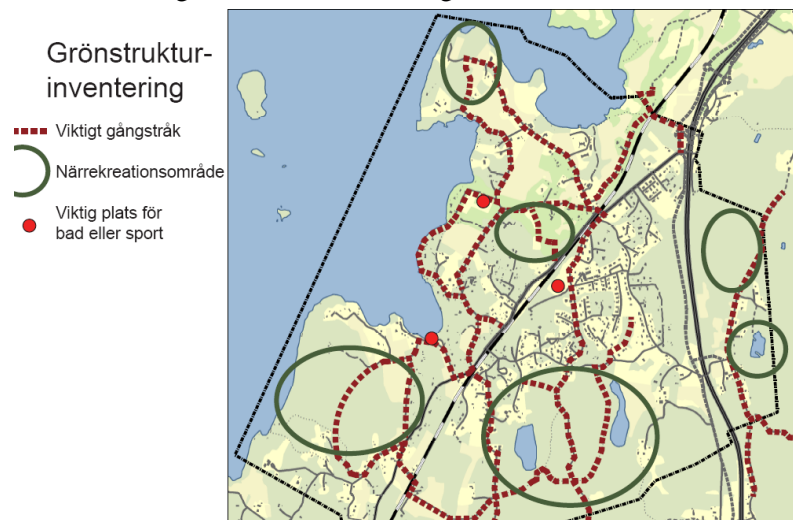 Grönstruktur-
inventering
Viktigt gångstråk
Närrekreationsområde
Viktig plats för
bad eller sport